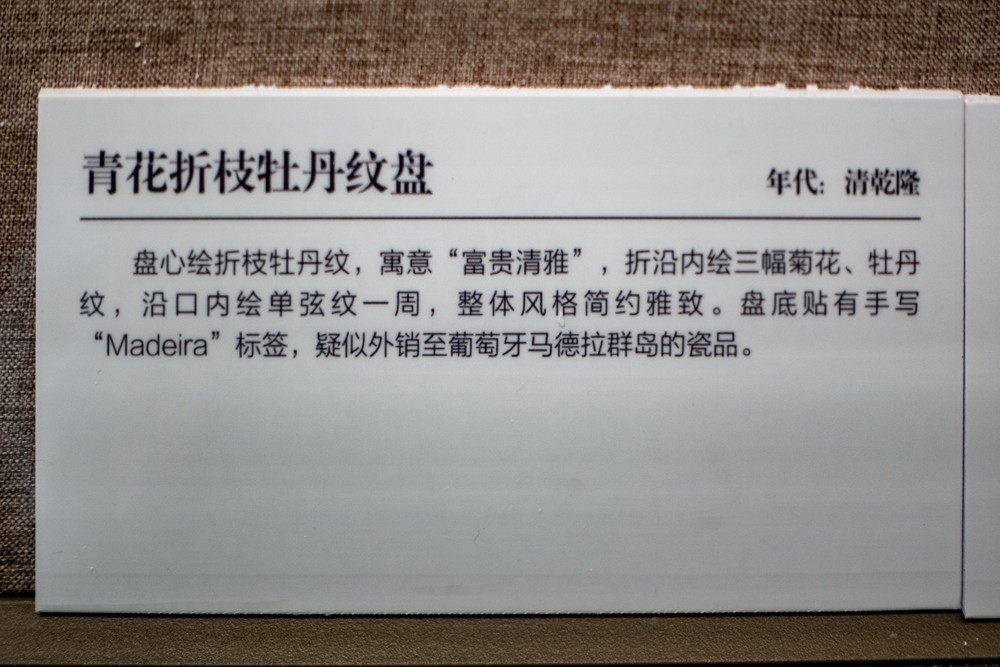 青花折枝牡丹纹盘
年代：清乾隆
盘心绘折枝牡丹纹，寓意“富贵清雅”，折沿内绘三幅菊花、牡丹
纹，沿口内绘单弦纹一周，整体风格简约雅致。盘底贴有手写
“Madeira”标签，疑似外销至葡萄牙马德拉群岛的瓷品。